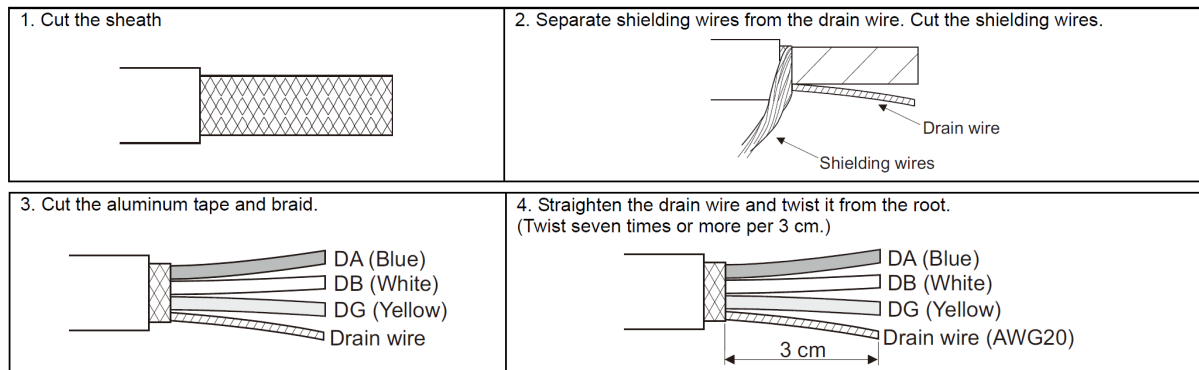 1. Cut the sheath
2. Separate shielding wires from the drain wire. Cut the shielding wires.
Drain wire
Shielding wires
3. Cut the aluminum tape and braid.
DA (Blue)
DB (White)
DG (Yellow)
Drain wire
4. Straighten the drain wire and twist it from the root.
(Twist seven times or more per 3 cm.)
DA (Blue)
DB (White)
DG (Yellow)
Drain wire (AWG20)
3 cm